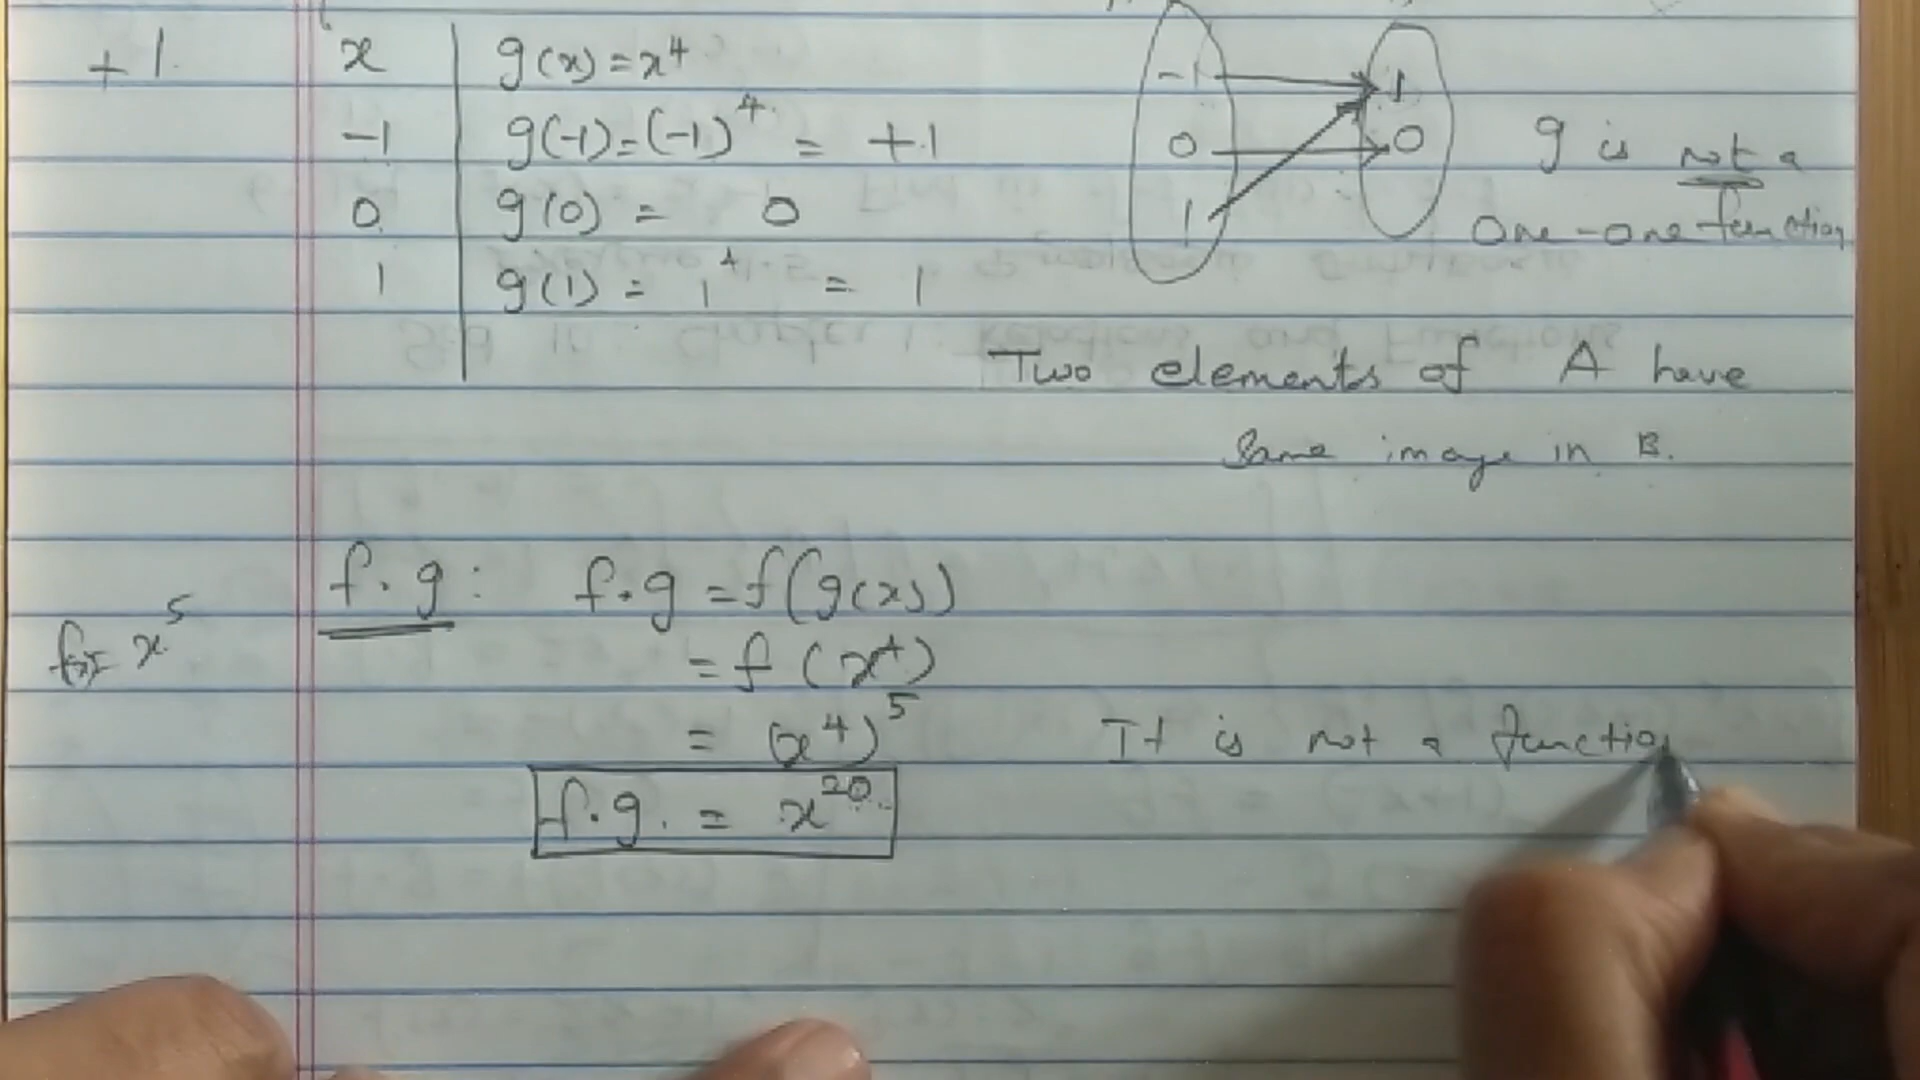 +1 x g(x) = x⁴
-1 g(-1) = (-1)⁴ = +1
0 g(0) = 0
1 g(1) = 1⁴ = 1
-1 1
0 0
1
g is not a
one-one function
Two elements of A have
Same image in B.
f.g : f.g = f(g(x))
f(x)= x⁵
= f (x⁴)
= (x⁴)⁵
It is not a function
f.g. = x²⁰